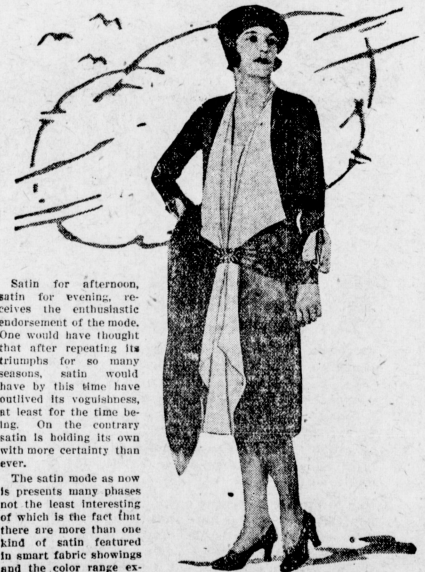 Satin for afternoon,
satin for evening, re-
ceives the enthusiastic
endorsement of the mode.
One would have thought
that after repeating its
triumphs for so many
seasons, satin would
have by this time have
outlived its voguishness,
at least for the time be-
ing. On the contrary
satin is holding its own
with more certainty than
ever.
The satin mode as now
is presents many phases
not the least interesting
of which is the fact that
there are more than one
kind of satin featured
in smart fabric showings
and the color range ex-